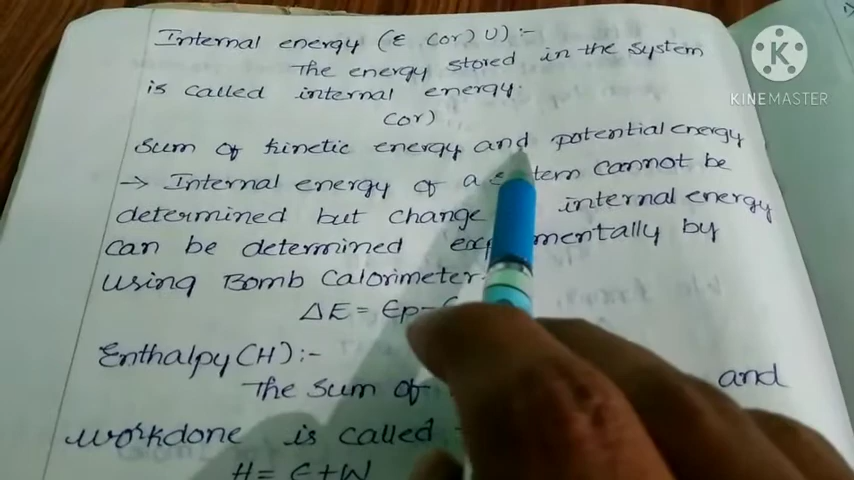 Internal energy (E (or) U) :-
The energy stored in the system
is called internal energy.
(or)
Sum of kinetic energy and potential energy
→ Internal energy of a cannot be
determined but change internal energy
can be determined by
using Bomb Calorimeter.
ΔE = Ep-
Enthalpy (H) :-
The Sum of and
workdone is called
H = E+W
KINEMASTER